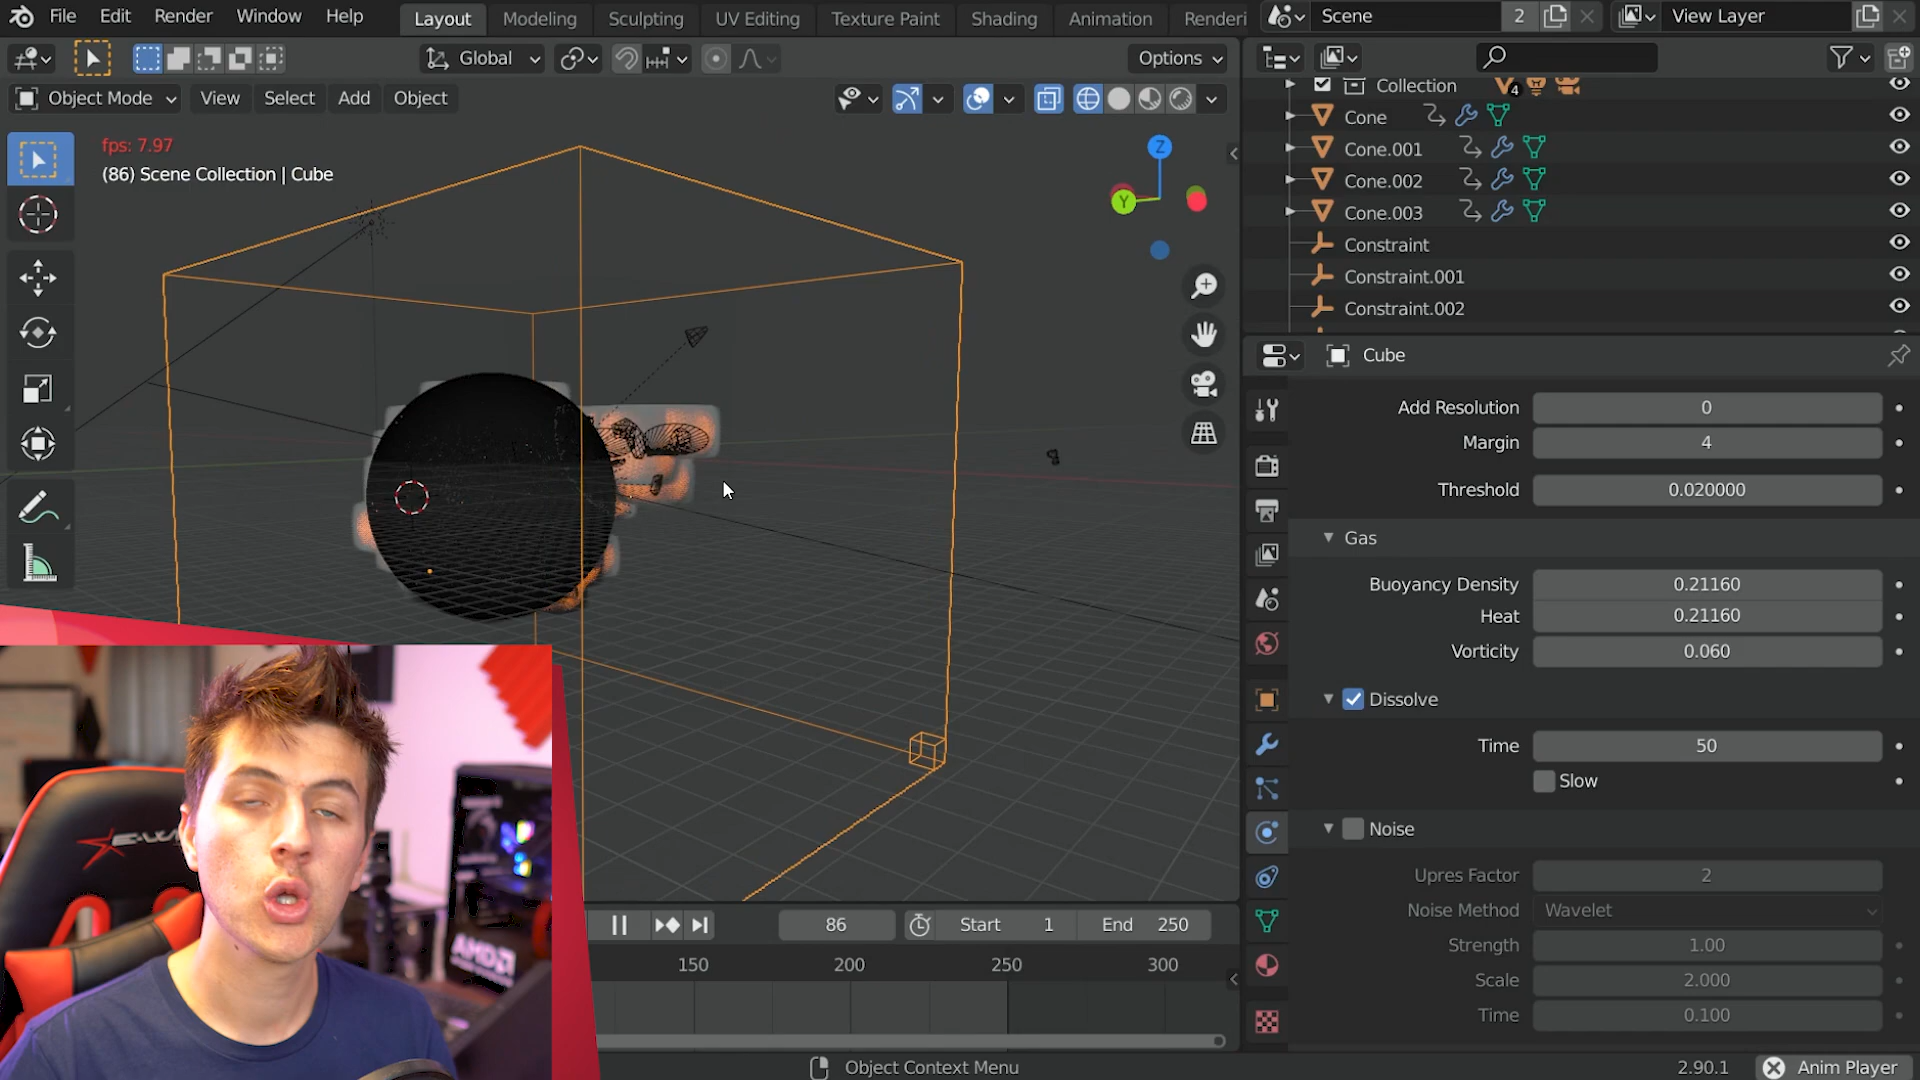 File Edit Render Window Help Layout Modeling Sculpting UV Editing Texture Paint Shading Animation Renderi Scene 2 View Layer
Global Options
Object Mode View Select Add Object
fps: 7.97
(86) Scene Collection | Cube
Z
Y
Collection 4
Cone
Cone.001
Cone.002
Cone.003
Constraint
Constraint.001
Constraint.002
Cube
Add Resolution 0
Margin 4
Threshold 0.020000
Gas
Buoyancy Density 0.21160
Heat 0.21160
Vorticity 0.060
Dissolve
Time 50
Slow
Noise
Upres Factor 2
Noise Method Wavelet
Strength 1.00
Scale 2.000
Time 0.100
86 Start 1 End 250
150 200 250 300
AMD
Object Context Menu 2.90.1 Anim Player